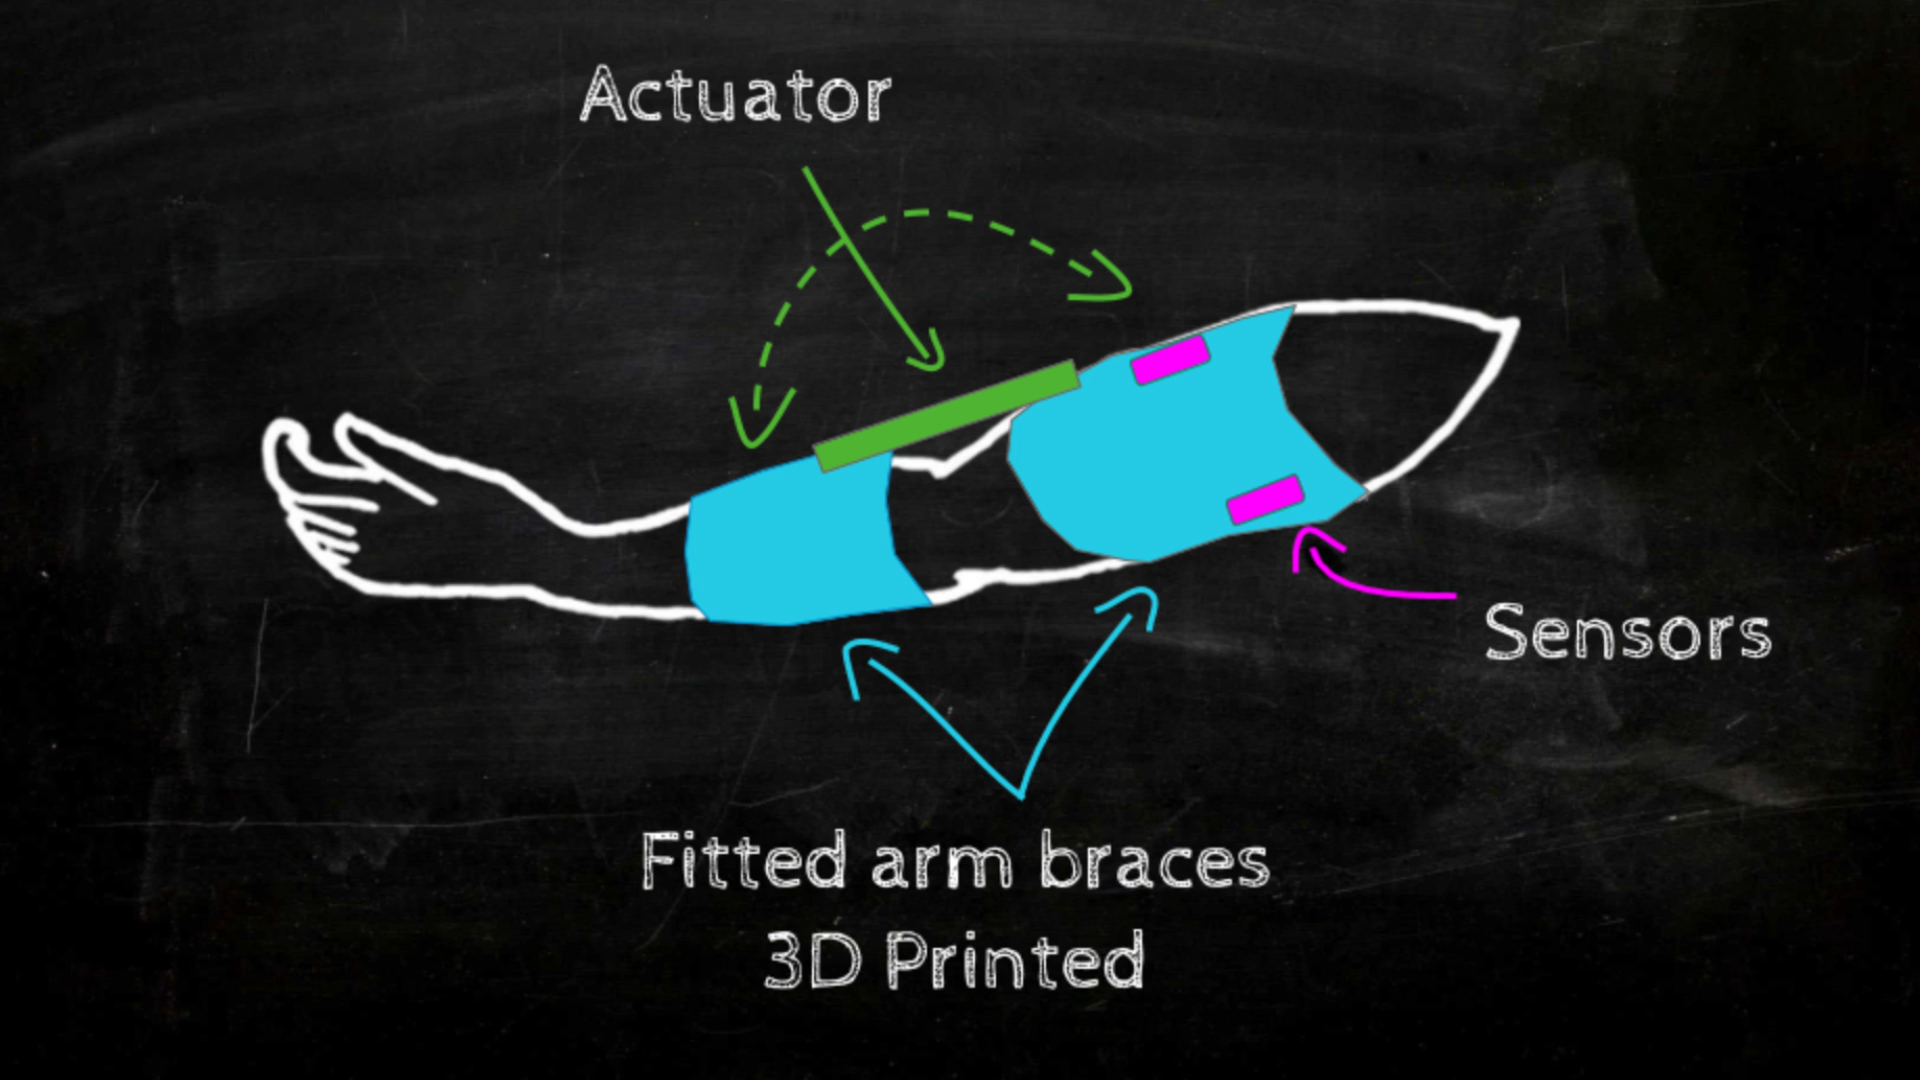 Actuator
Sensors
Fitted arm braces
3D Printed